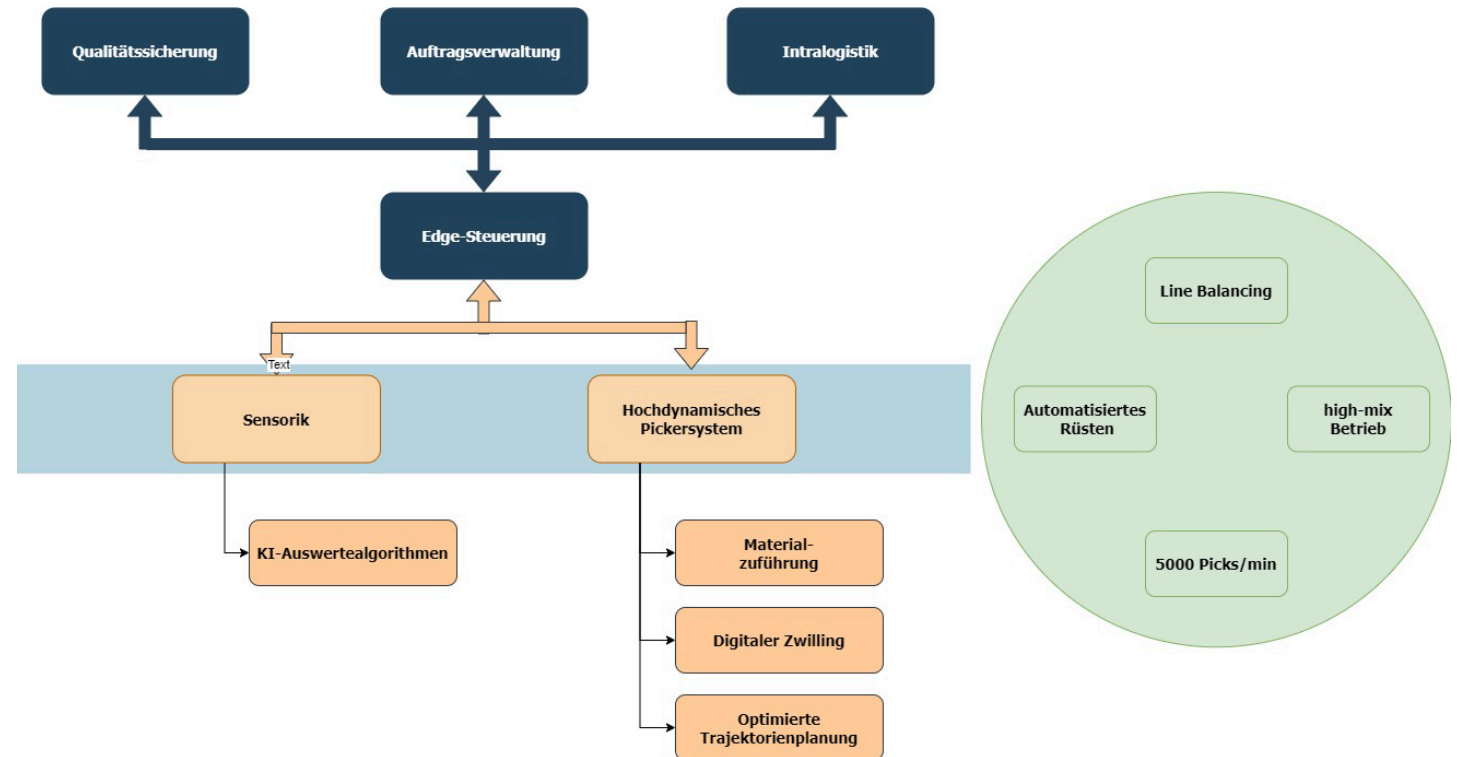 Qualitätssicherung
Auftragsverwaltung
Intralogistik
Edge-Steuerung
Text
Sensorik
Hochdynamisches
Pickersystem
KI-Auswertealgorithmen
Material-
zuführung
Digitaler Zwilling
Optimierte
Trajektorienplanung
Line Balancing
Automatisiertes
Rüsten
high-mix
Betrieb
5000 Picks/min